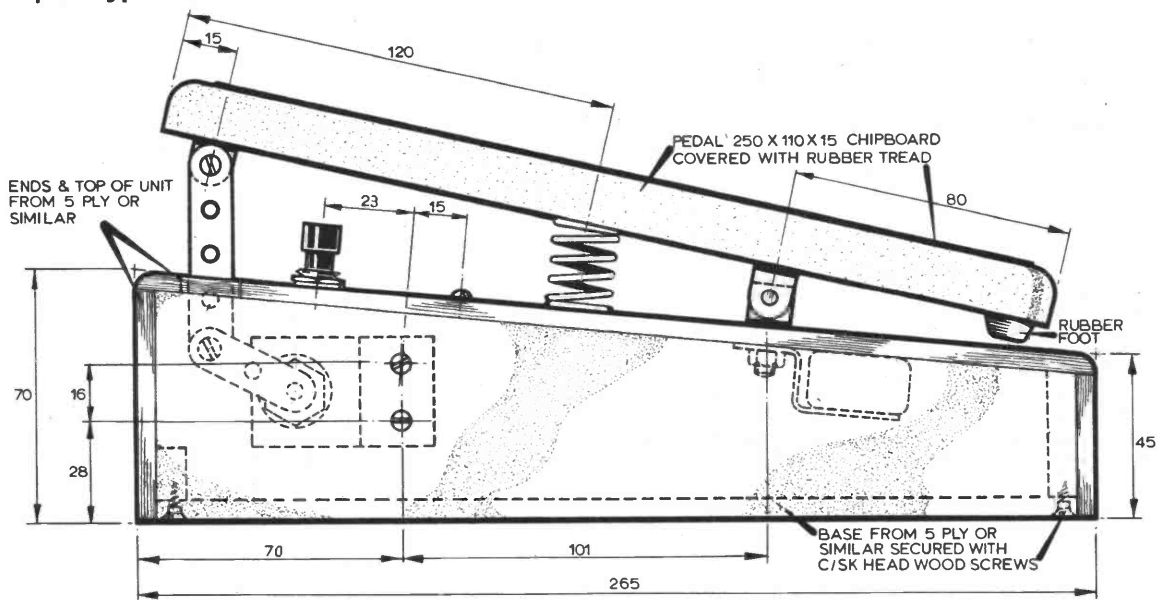 15
120
PEDAL 250 X 110 X 15 CHIPBOARD
COVERED WITH RUBBER TREAD
ENDS & TOP OF UNIT
FROM 5 PLY OR
SIMILAR
23
15
80
RUBBER
FOOT
70
16
28
45
BASE FROM 5 PLY OR
SIMILAR SECURED WITH
C/SK HEAD WOOD SCREWS
70
101
265